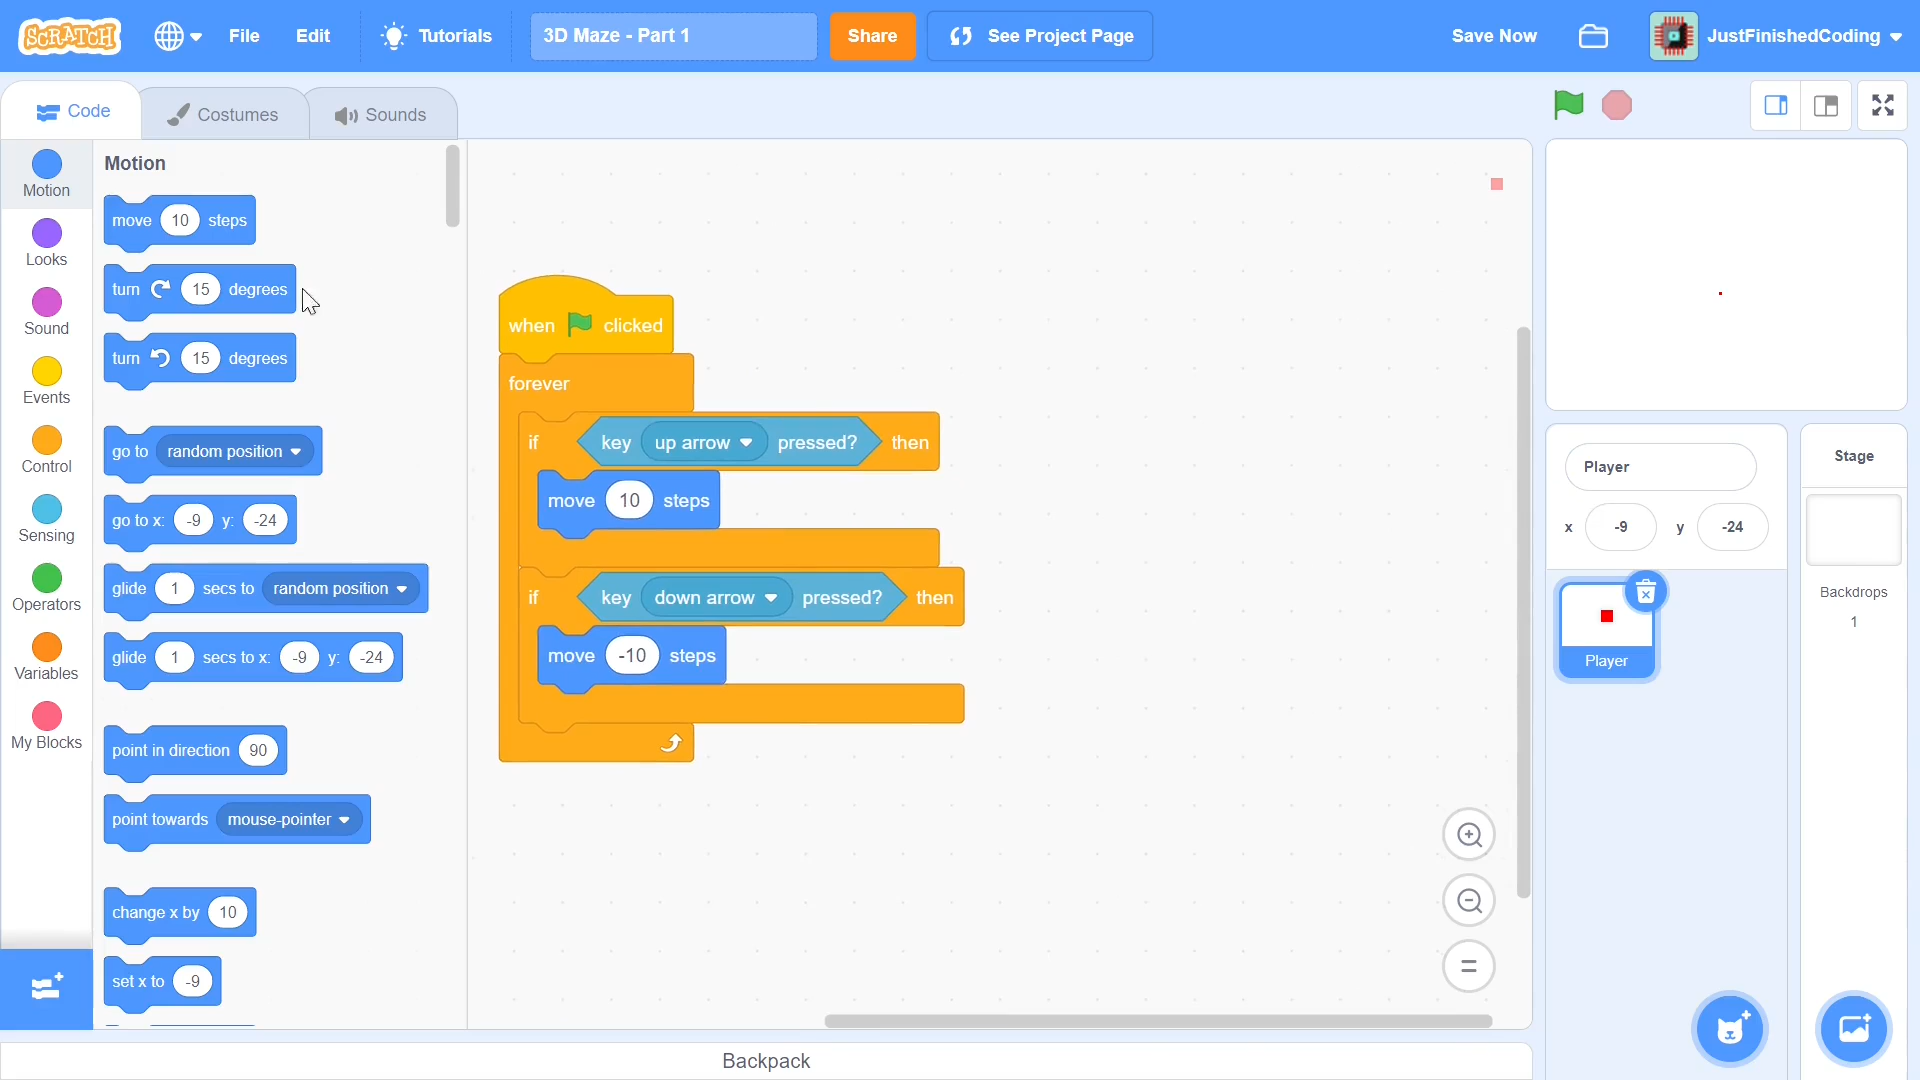 SCRATCH File Edit Tutorials 3D Maze - Part 1 Share See Project Page Save Now JustFinishedCoding
Code Costumes Sounds
Motion
Looks
Sound
Events
Control
Sensing
Operators
Variables
My Blocks
Motion
move 10 steps
turn 15 degrees
turn 15 degrees
go to random position
go to x: -9 y: -24
glide 1 secs to random position
glide 1 secs to x: -9 y: -24
point in direction 90
point towards mouse-pointer
change x by 10
set x to -9
when clicked
forever
if key up arrow pressed? then
move 10 steps
if key down arrow pressed? then
move -10 steps
Player
x -9 y -24
Player
Stage
Backdrops
1
Backpack